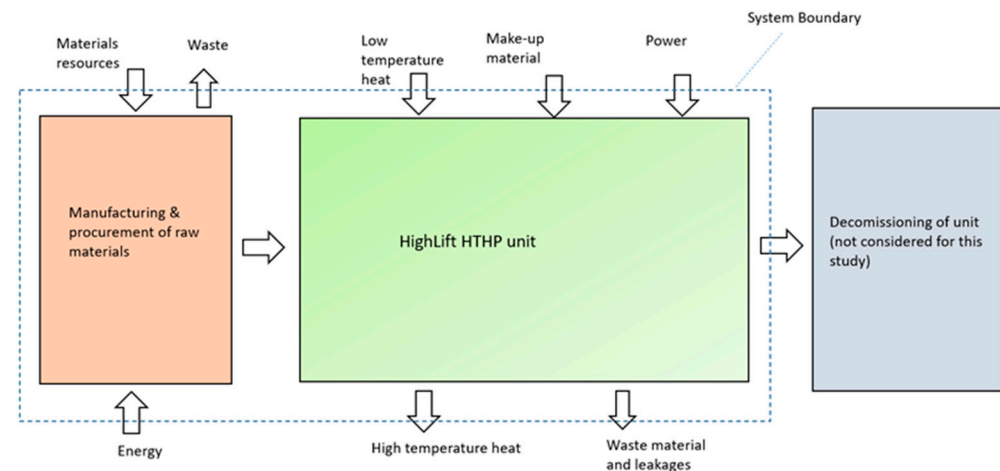 System Boundary
Materials
resources
Waste
Low
temperature
heat
Make-up
material
Power
Manufacturing &
procurement of raw
materials
HighLift HTHP unit
Decomissioning of unit
(not considered for this
study)
Energy
High temperature heat
Waste material
and leakages